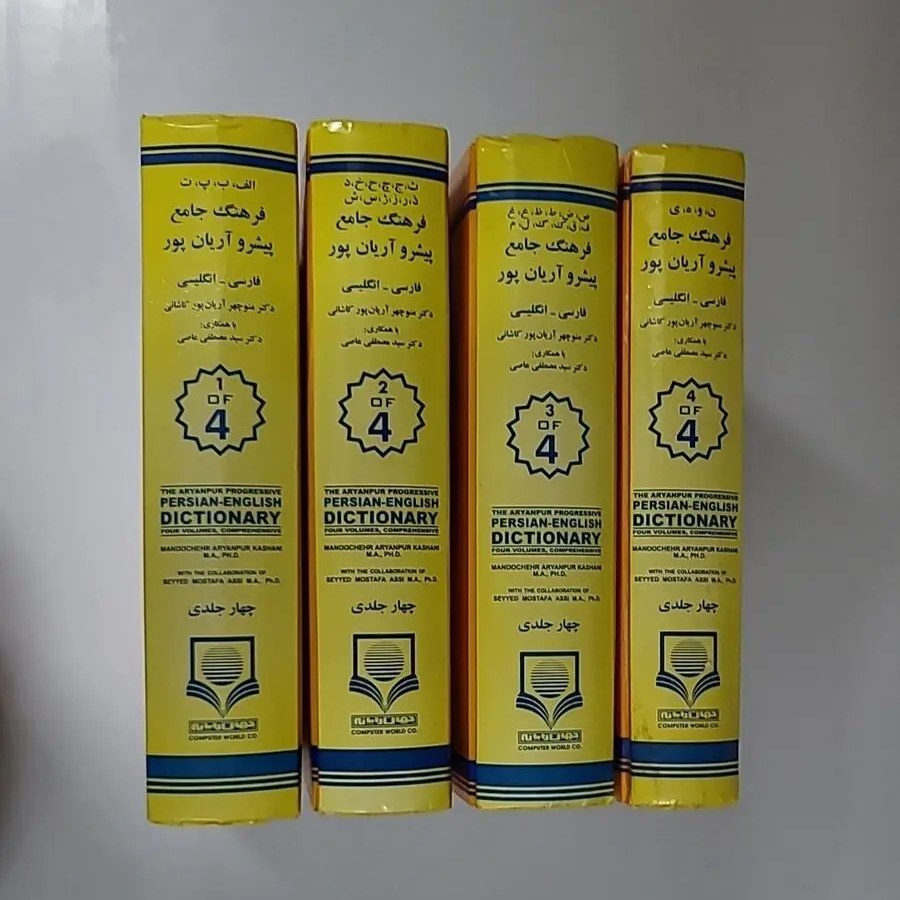 الف، ب، پ، ت
فرهنگ جامع
پیشرو آریان پور
فارسی - انگلیسی
دکتر منوچهر آریان پور کاشانی
با همکاری:
دکتر سید مصطفی عاصی
1
OF
4
THE ARYANPUR PROGRESSIVE
PERSIAN-ENGLISH
DICTIONARY
FOUR VOLUMES, COMPREHENSIVE
MANOOCHEHR ARYANPUR KASHANI
M.A., PH.D.
WITH THE COLLABORATION OF
SEYYED MOSTAFA ASSI M.A., Ph.D.
چهار جلدی
جهان رایانه
COMPUTER WORLD CO.
ث، ج، چ، ح، خ، د
ذ، ر، ز، ژ، س، ش
فرهنگ جامع
پیشرو آریان پور
فارسی - انگلیسی
دکتر منوچهر آریان پور کاشانی
با همکاری:
دکتر سید مصطفی عاصی
2
OF
4
THE ARYANPUR PROGRESSIVE
PERSIAN-ENGLISH
DICTIONARY
FOUR VOLUMES, COMPREHENSIVE
MANOOCHEHR ARYANPUR KASHANI
M.A., PH.D.
WITH THE COLLABORATION OF
SEYYED MOSTAFA ASSI M.A., Ph.D.
چهار جلدی
جهان رایانه
COMPUTER WORLD CO.
ص، ض، ط، ظ، ع، غ
ف، ق، ک، گ، ل، م
فرهنگ جامع
پیشرو آریان پور
فارسی - انگلیسی
دکتر منوچهر آریان پور کاشانی
با همکاری:
دکتر سید مصطفی عاصی
3
OF
4
THE ARYANPUR PROGRESSIVE
PERSIAN-ENGLISH
DICTIONARY
FOUR VOLUMES, COMPREHENSIVE
MANOOCHEHR ARYANPUR KASHANI
M.A., PH.D.
WITH THE COLLABORATION OF
SEYYED MOSTAFA ASSI M.A., Ph.D.
چهار جلدی
جهان رایانه
COMPUTER WORLD CO.
ن، و، ه، ی
فرهنگ جامع
پیشرو آریان پور
فارسی - انگلیسی
دکتر منوچهر آریان پور کاشانی
با همکاری:
دکتر سید مصطفی عاصی
4
OF
4
THE ARYANPUR PROGRESSIVE
PERSIAN-ENGLISH
DICTIONARY
FOUR VOLUMES, COMPREHENSIVE
MANOOCHEHR ARYANPUR KASHANI
M.A., PH.D.
WITH THE COLLABORATION OF
SEYYED MOSTAFA ASSI M.A., Ph.D.
چهار جلدی
جهان رایانه
COMPUTER WORLD CO.